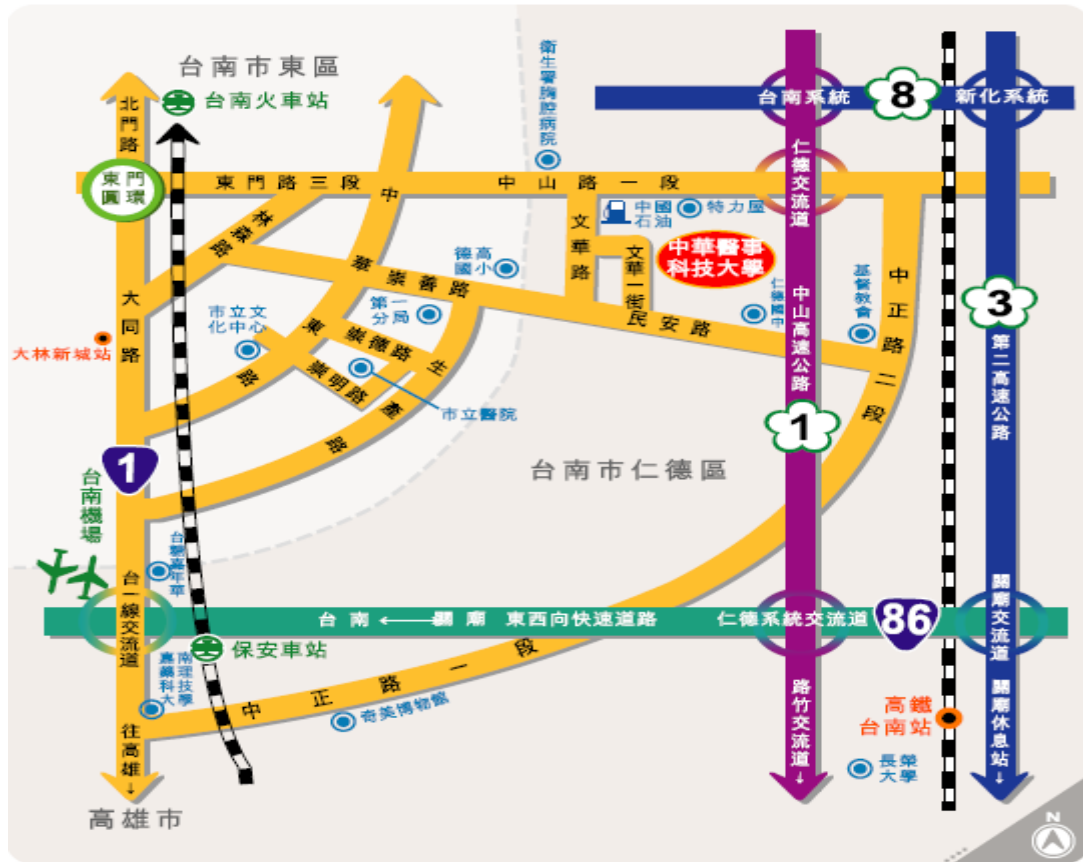 台南市東區
台南火車站
北門路
東門
圓環
東門路三段
中山路一段
衛生署胸腔病院
台南系統
8
新化系統
仁德交流道
中國
石油
特力屋
文華路
文華一街
中華醫事
科技大學
林森路
中華東路
崇善路
德高
國小
民安路
仁德國中
基督教會
中正路二段
中山高速公路
3
第二高速公路
大同路
大林新城站
市立文
化中心
第一
分局
崇德路
崇明路
生產路
市立醫院
1
1
台南市仁德區
台南機場
台糖嘉年華
台一線交流道
台南←
關廟
東西向快速道路
仁德系統交流道
86
關廟交流道
保安車站
嘉南
藥理
科技
大學
中正路一段
奇美博物館
路竹交流道↓
高鐵
台南站
長榮
大學
關廟休息站↓
往高雄↓
高雄市
N